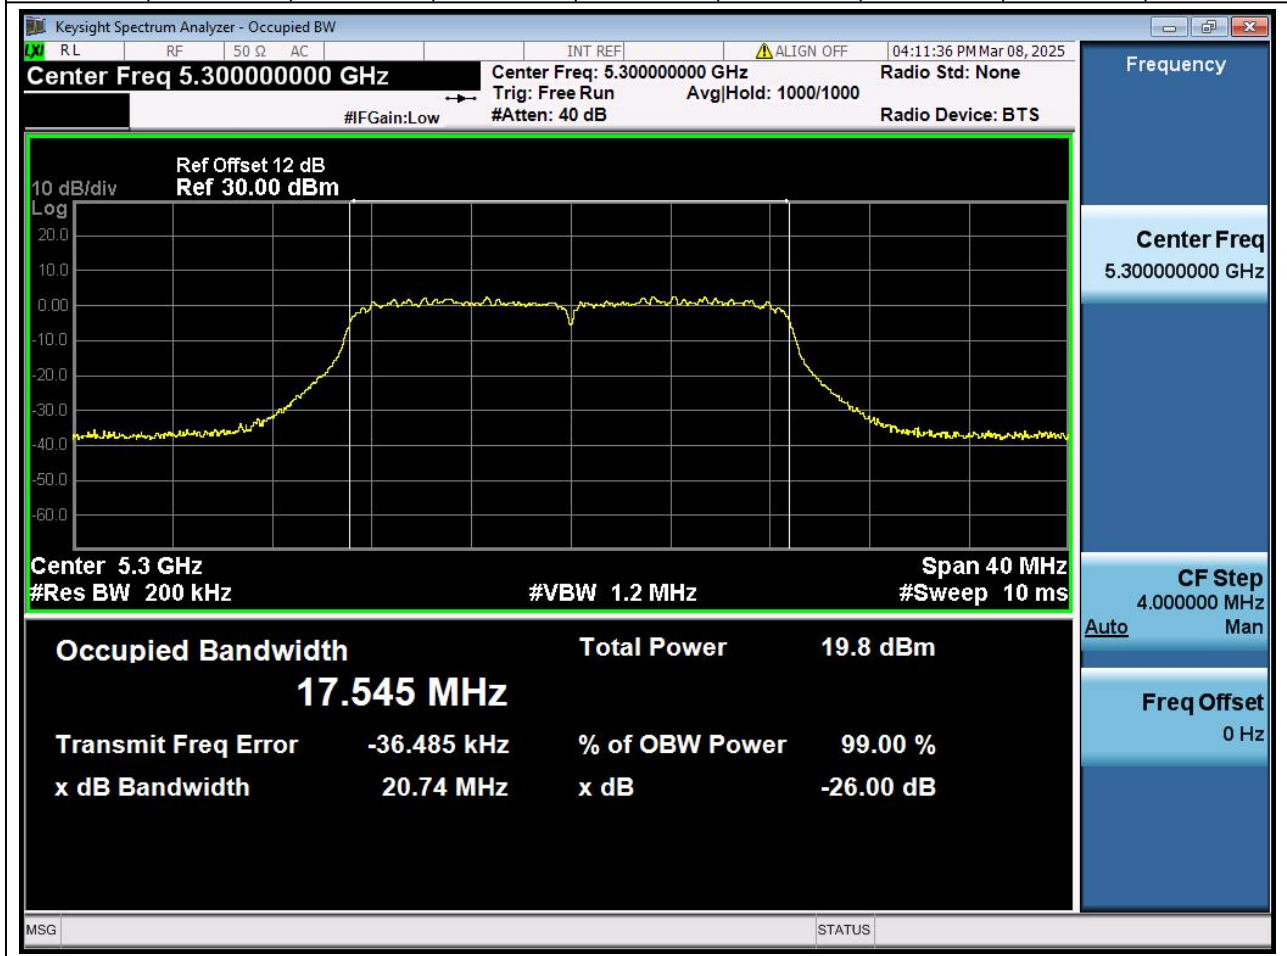 Keysight Spectrum Analyzer - Occupied BW
LXI RL RF 50 Ω AC INT REF ALIGN OFF 04:11:36 PM Mar 08, 2025
Center Freq 5.300000000 GHz
Center Freq: 5.300000000 GHz
Radio Std: None
Trig: Free Run Avg|Hold: 1000/1000
#IFGain:Low #Atten: 40 dB
Radio Device: BTS
Ref Offset 12 dB
10 dB/div Ref 30.00 dBm
Log
20.0
10.0
0.00
-10.0
-20.0
-30.0
-40.0
-50.0
-60.0
Center 5.3 GHz Span 40 MHz
#Res BW 200 kHz #VBW 1.2 MHz #Sweep 10 ms
Occupied Bandwidth Total Power 19.8 dBm
17.545 MHz
Transmit Freq Error -36.485 kHz % of OBW Power 99.00 %
x dB Bandwidth 20.74 MHz x dB -26.00 dB
MSG STATUS
Frequency
Center Freq
5.300000000 GHz
CF Step
4.000000 MHz
Auto Man
Freq Offset
0 Hz